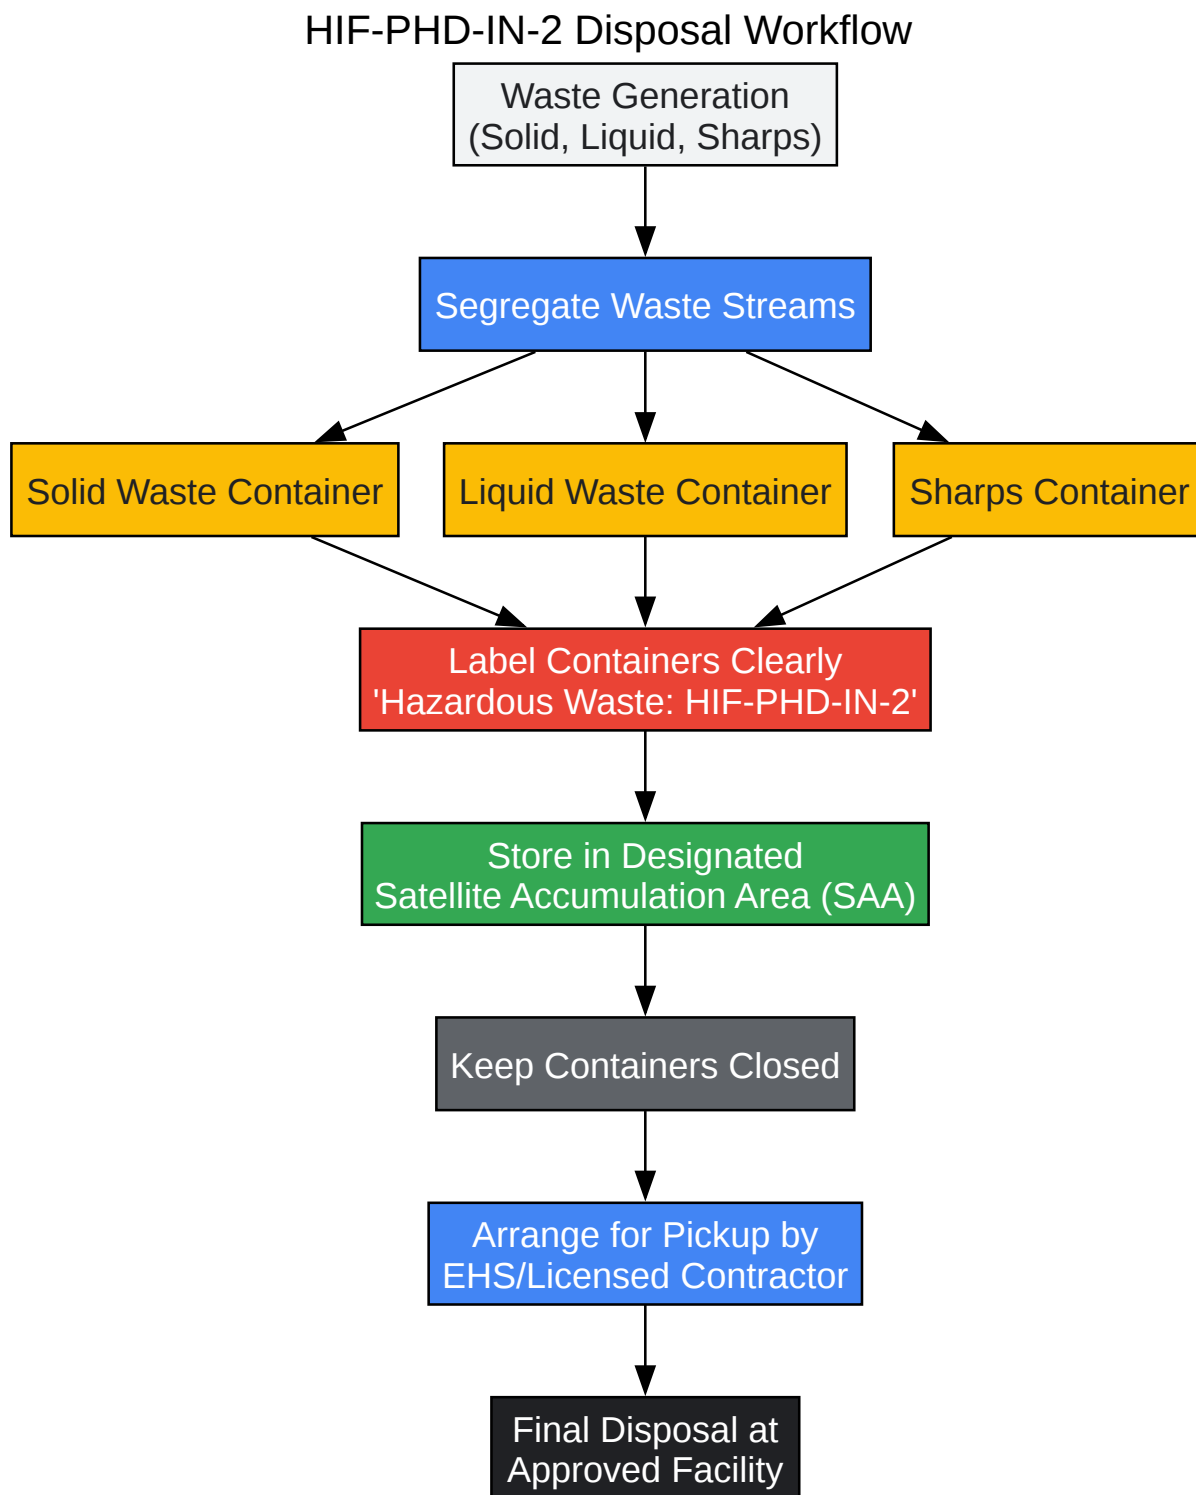 HIF-PHD-IN-2 Disposal Workflow
Waste Generation
(Solid, Liquid, Sharps)
Segregate Waste Streams
Solid Waste Container
Liquid Waste Container
Sharps Container
Label Containers Clearly
'Hazardous Waste: HIF-PHD-IN-2'
Store in Designated
Satellite Accumulation Area (SAA)
Keep Containers Closed
Arrange for Pickup by
EHS/Licensed Contractor
Final Disposal at
Approved Facility